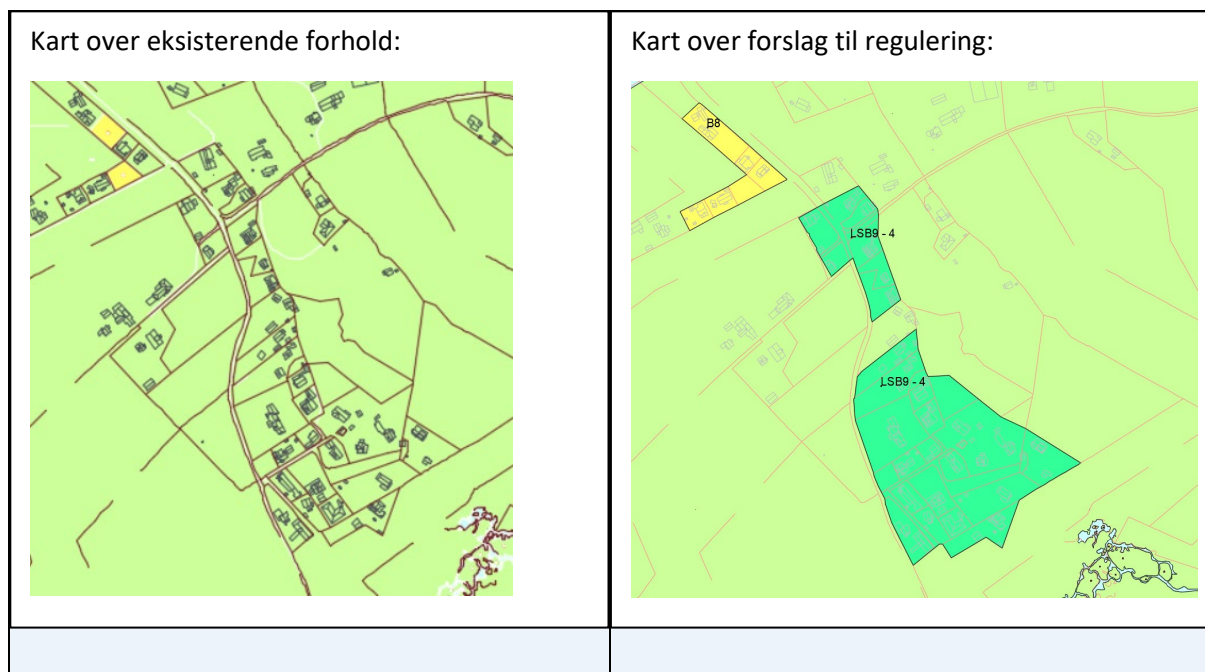 Kart over eksisterende forhold:
Kart over forslag til regulering:
B8
LSB9 - 4
LSB9 - 4